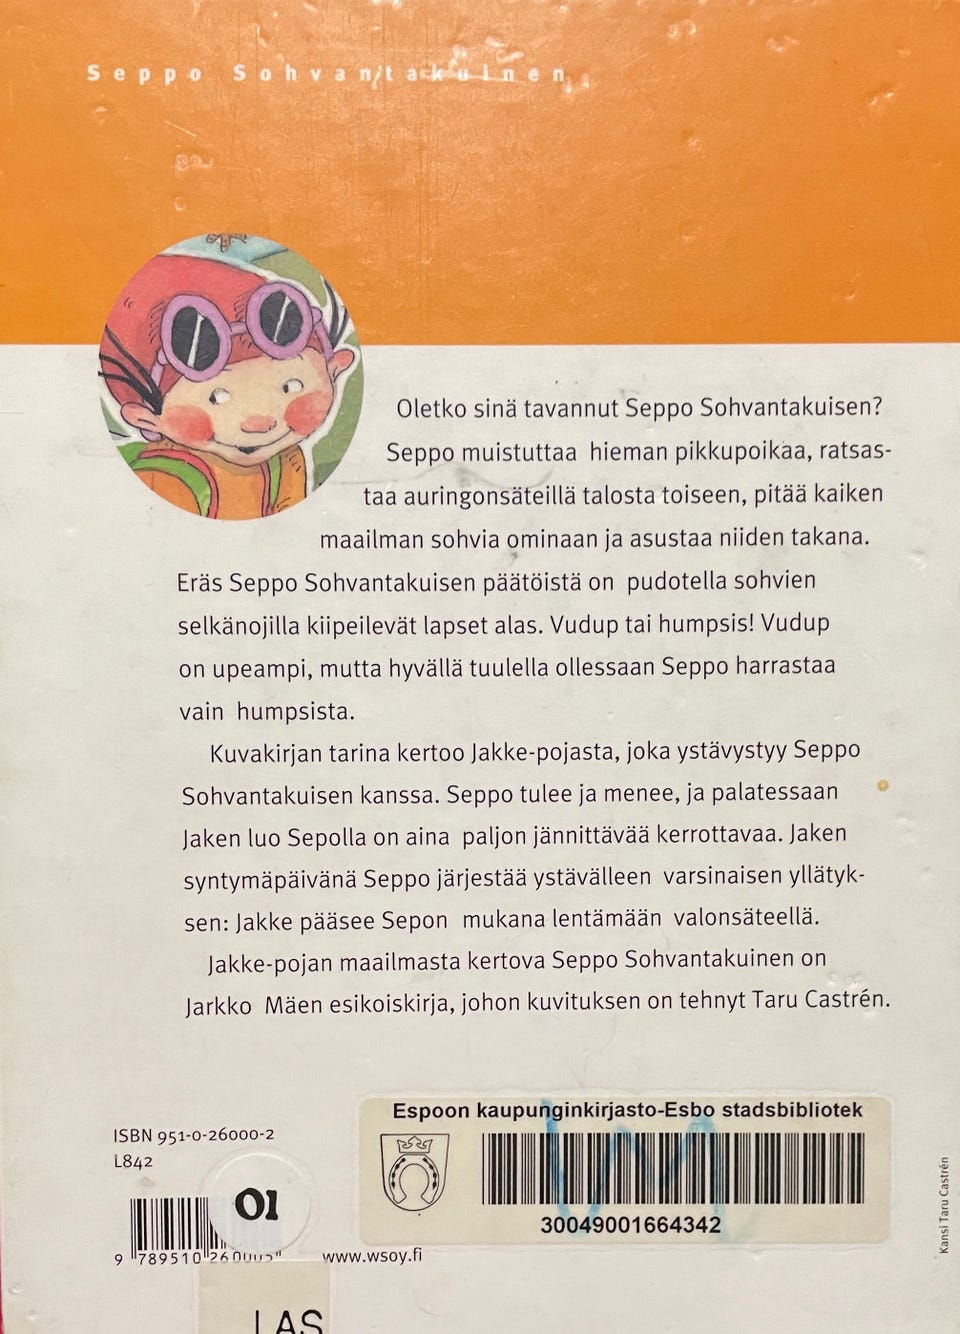 Seppo Sohvantakuinen
Oletko sinä tavannut Seppo Sohvantakuisen?
Seppo muistuttaa hieman pikkupoikaa, ratsas-
taa auringonsäteillä talosta toiseen, pitää kaiken
maailman sohvia ominaan ja asustaa niiden takana.
Eräs Seppo Sohvantakuisen päätöistä on pudotella sohvien
selkänojilla kiipeilevät lapset alas. Vudup tai humpsis! Vudup
on upeampi, mutta hyvällä tuulella ollessaan Seppo harrastaa
vain humpsista.
Kuvakirjan tarina kertoo Jakke-pojasta, joka ystävystyy Seppo
Sohvantakuisen kanssa. Seppo tulee ja menee, ja palatessaan
Jaken luo Sepolla on aina paljon jännittävää kerrottavaa. Jaken
syntymäpäivänä Seppo järjestää ystävälleen varsinaisen yllätyk-
sen: Jakke pääsee Sepon mukana lentämään valonsäteellä.
Jakke-pojan maailmasta kertova Seppo Sohvantakuinen on
Jarkko Mäen esikoiskirja, johon kuvituksen on tehnyt Taru Castrén.
Espoon kaupunginkirjasto-Esbo stadsbibliotek
30049001664342
ISBN 951-0-26000-2
L842
OI
9 789510 260005
www.wsoy.fi
LAS
Kansi Taru Castrén